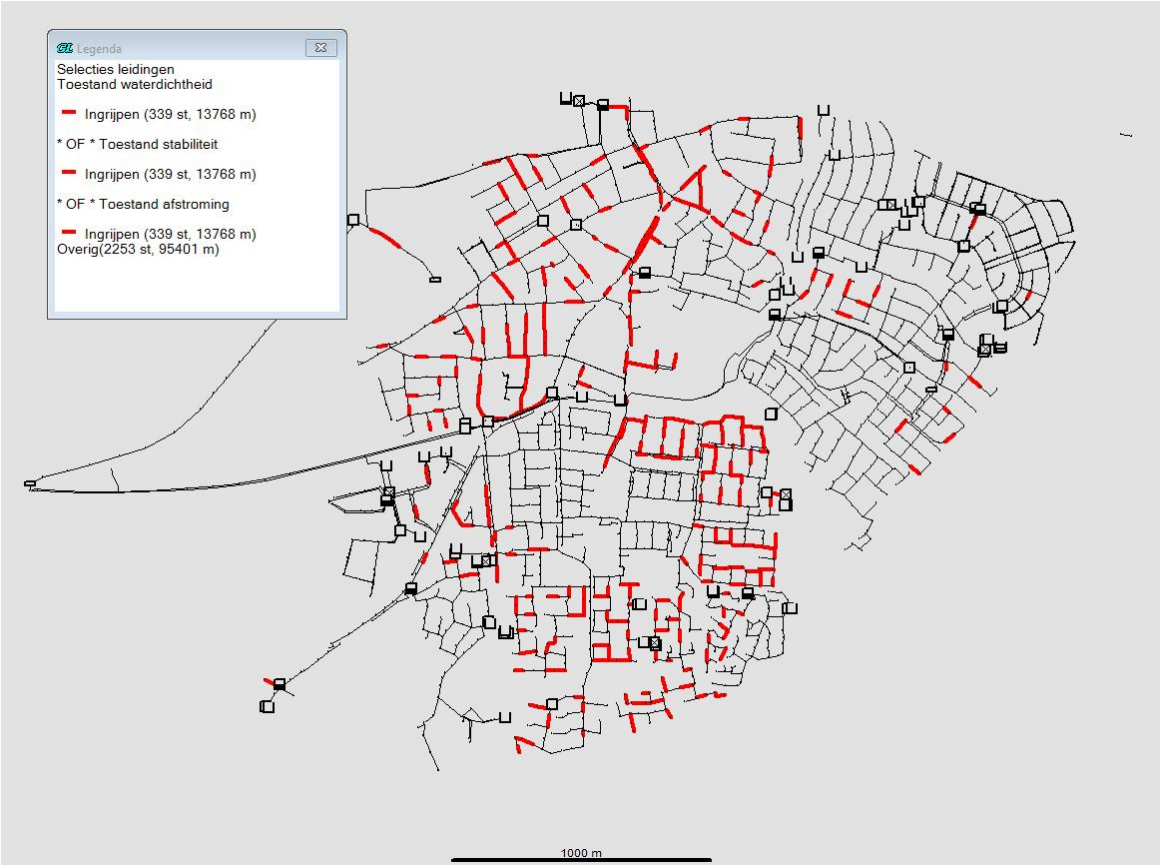 GL Legenda
Selecties leidingen
Toestand waterdichtheid
Ingrijpen (339 st, 13768 m)
* OF * Toestand stabiliteit
Ingrijpen (339 st, 13768 m)
* OF * Toestand afstroming
Ingrijpen (339 st, 13768 m)
Overig(2253 st, 95401 m)
1000 m